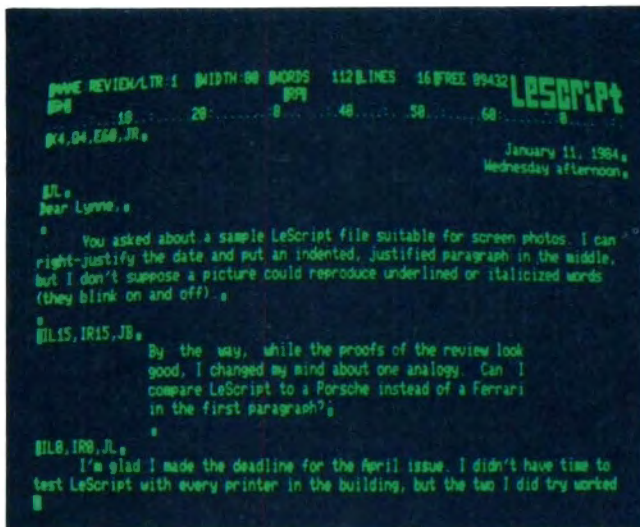 NAME REVIEW/LTR:1 WIDTH:80 WORDS 112 LINES 16 FREE 89432 LESCRIPT
10 20 0 40 50 60 0
K4,O4,E60,JR
January 11, 1984
Wednesday afternoon
JL
Dear Lynne,
You asked about a sample LeScript file suitable for screen photos. I can
right-justify the date and put an indented, justified paragraph in the middle,
but I don't suppose a picture could reproduce underlined or italicized words
(they blink on and off).
IL15,IR15,JB
By the way, while the proofs of the review look
good, I changed my mind about one analogy. Can I
compare LeScript to a Porsche instead of a Ferrari
in the first paragraph?
IL0,IR0,JL
I'm glad I made the deadline for the April issue. I didn't have time to
test LeScript with every printer in the building, but the two I did try worked